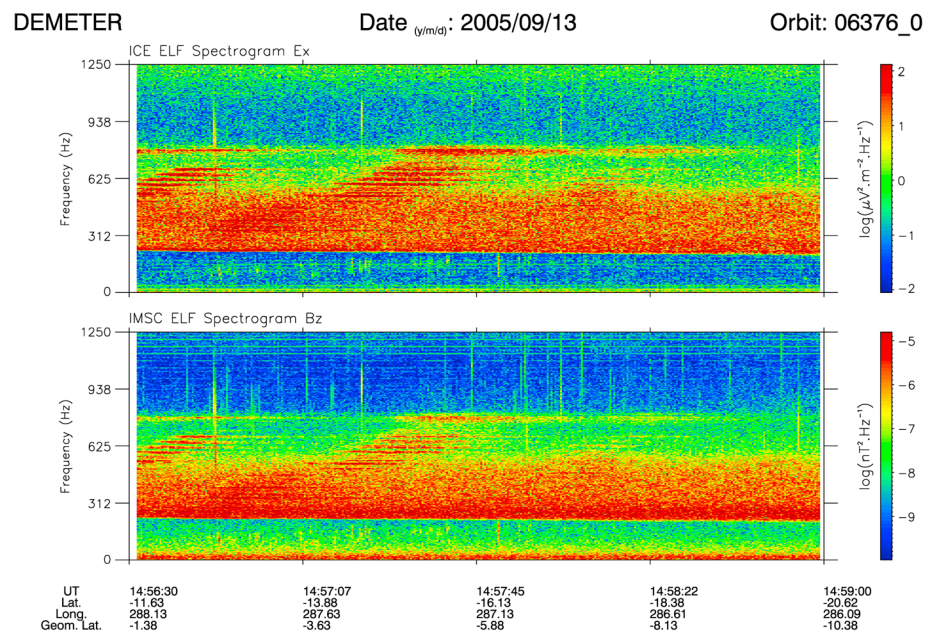 DEMETER Date (y/m/d): 2005/09/13 Orbit: 06376_0
ICE ELF Spectrogram Ex
1250
938
625
312
0
Frequency (Hz)
2
1
0
−1
−2
log(μV².m⁻².Hz⁻¹)
IMSC ELF Spectrogram Bz
1250
938
625
312
0
Frequency (Hz)
−5
−6
−7
−8
−9
log(nT².Hz⁻¹)
UT 14:56:30 14:57:07 14:57:45 14:58:22 14:59:00
Lat. -11.63 -13.88 -16.13 -18.38 -20.62
Long. 288.13 287.63 287.13 286.61 286.09
Geom. Lat. -1.38 -3.63 -5.88 -8.13 -10.38